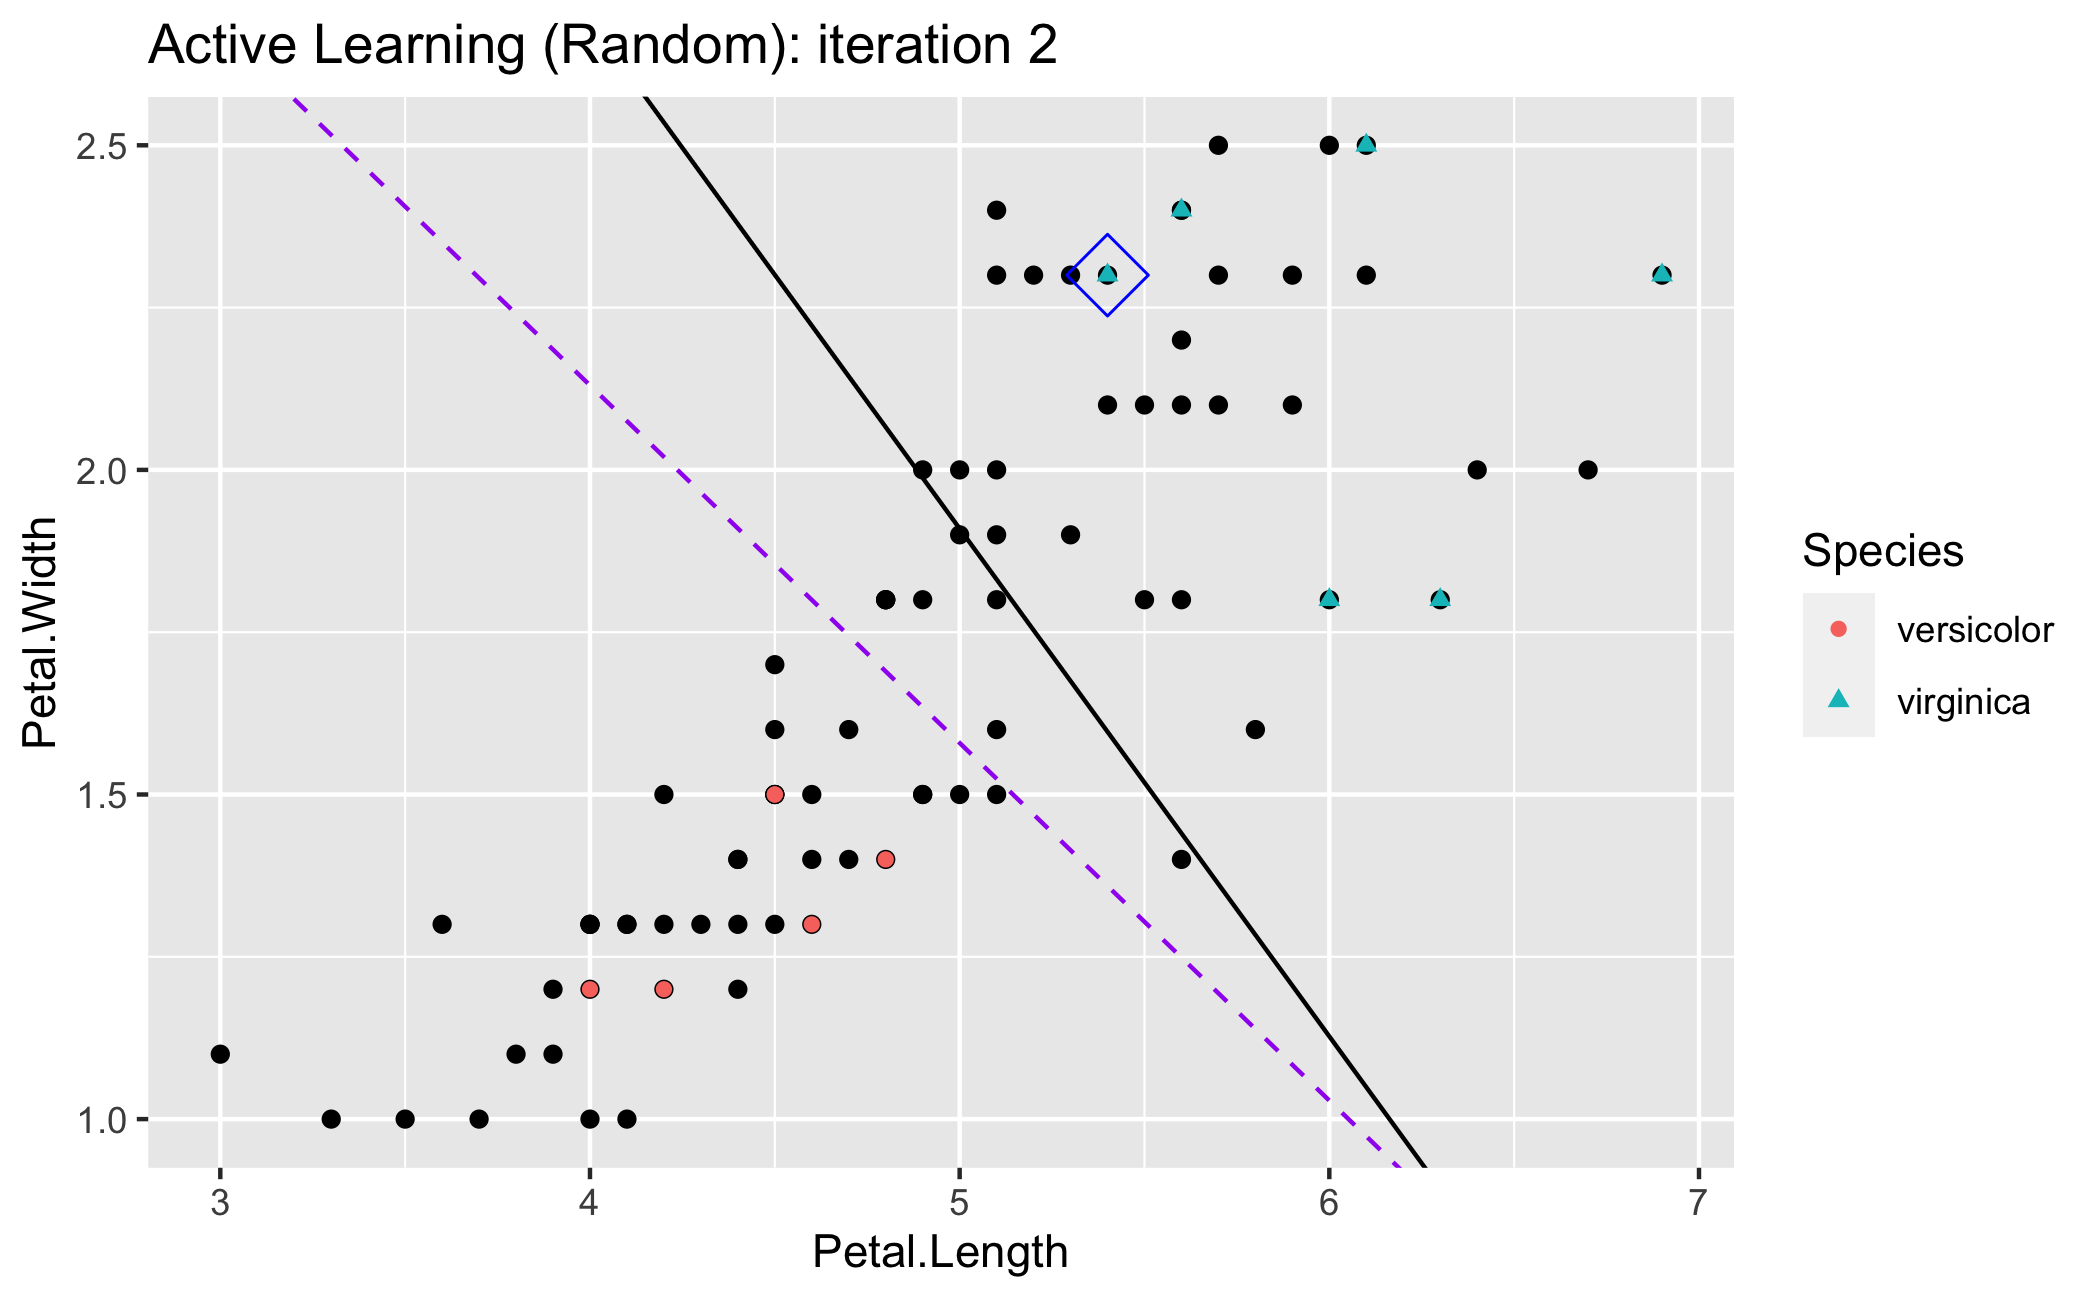 Active Learning (Random): iteration 2
2.5
2.0
1.5
1.0
Petal.Width
3 4 5 6 7
Petal.Length
Species
versicolor
virginica